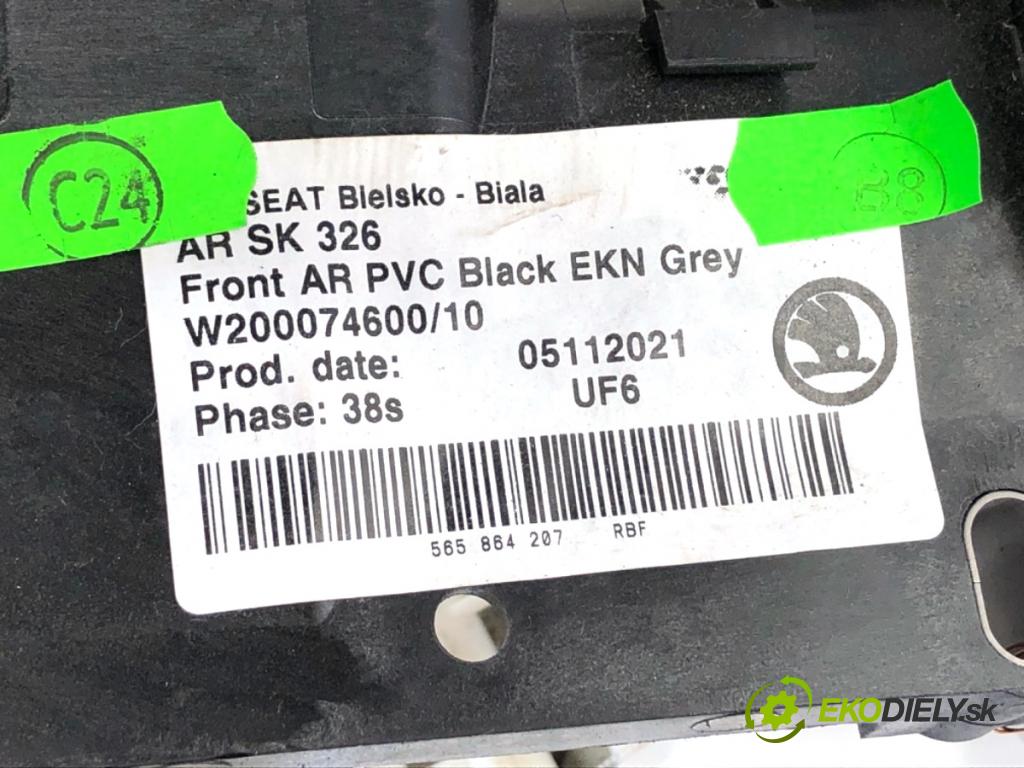 C24
SEAT Bielsko - Biala
AR SK 326
Front AR PVC Black EKN Grey
W200074600/10
Prod. date: 05112021
Phase: 38s UF6
565 864 207 RBF
EKODIELY.sk